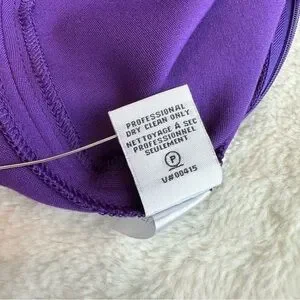 PROFESSIONAL
DRY CLEAN ONLY
NETTOYAGE À SEC
PROFESSIONNEL
SEULEMENT
P
V#00415